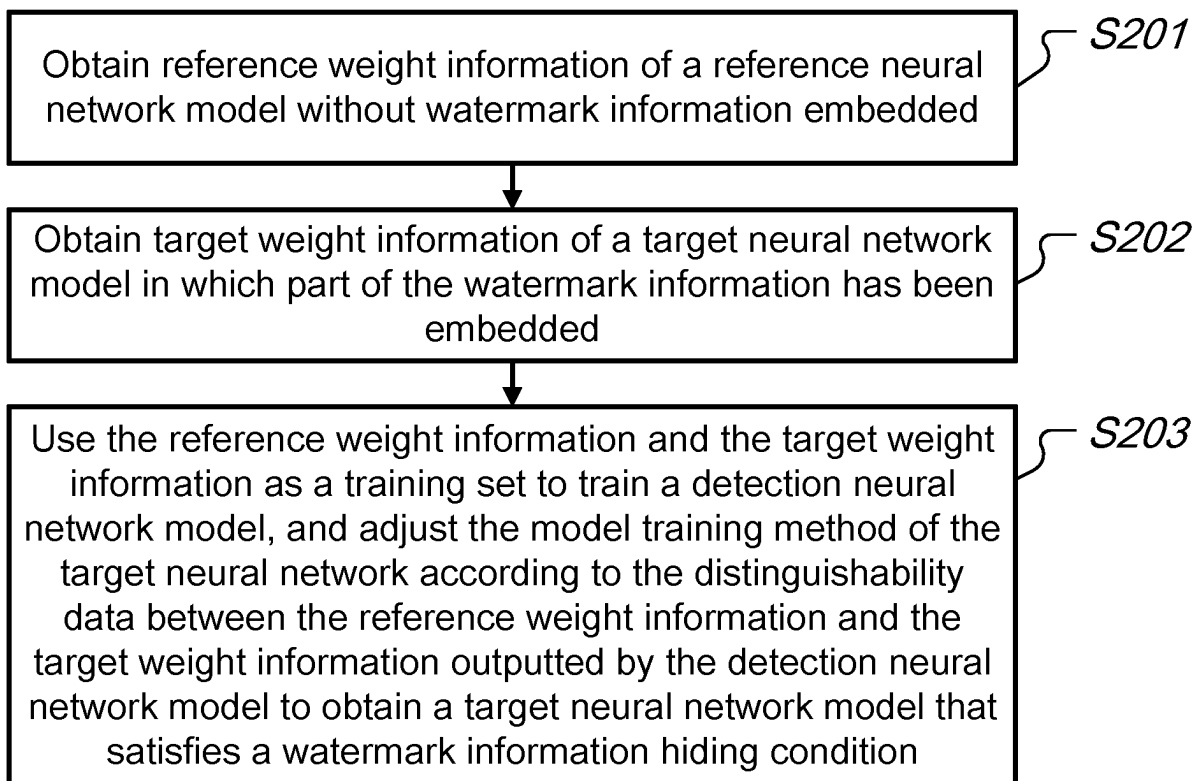 Obtain reference weight information of a reference neural
network model without watermark information embedded
S201
Obtain target weight information of a target neural network
model in which part of the watermark information has been
embedded
S202
Use the reference weight information and the target weight
information as a training set to train a detection neural
network model, and adjust the model training method of the
target neural network according to the distinguishability
data between the reference weight information and the
target weight information outputted by the detection neural
network model to obtain a target neural network model that
satisfies a watermark information hiding condition
S203